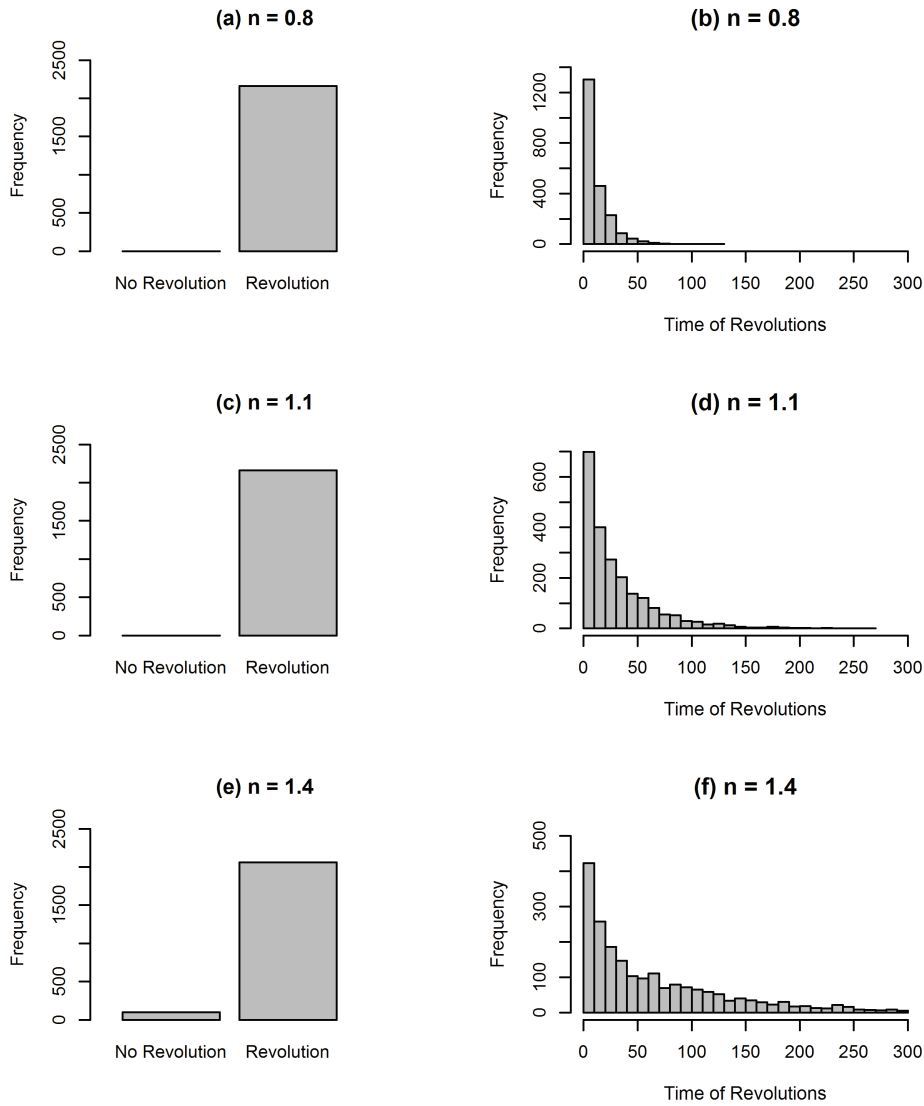 (a) n = 0.8
Frequency
2500
1500
500
0
No Revolution Revolution
(b) n = 0.8
Frequency
1200
800
400
0
0 50 100 150 200 250 300
Time of Revolutions
(c) n = 1.1
Frequency
2500
1500
500
0
No Revolution Revolution
(d) n = 1.1
Frequency
600
400
200
0
0 50 100 150 200 250 300
Time of Revolutions
(e) n = 1.4
Frequency
2500
1500
500
0
No Revolution Revolution
(f) n = 1.4
Frequency
500
300
100
0
0 50 100 150 200 250 300
Time of Revolutions